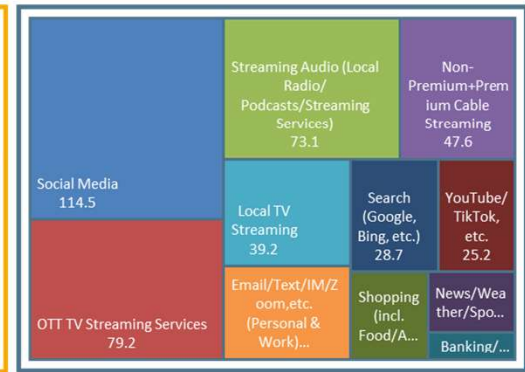 Social Media
114.5
OTT TV Streaming Services
79.2
Streaming Audio (Local
Radio/
Podcasts/Streaming
Services)
73.1
Non-
Premium+Prem
ium Cable
Streaming
47.6
Local TV
Streaming
39.2
Search
(Google,
Bing, etc.)
28.7
YouTube/
TikTok,
etc.
25.2
Email/Text/IM/Z
oom,etc.
(Personal &
Work)...
Shopping
(incl.
Food/A...
News/Wea
ther/Spo...
Banking/...